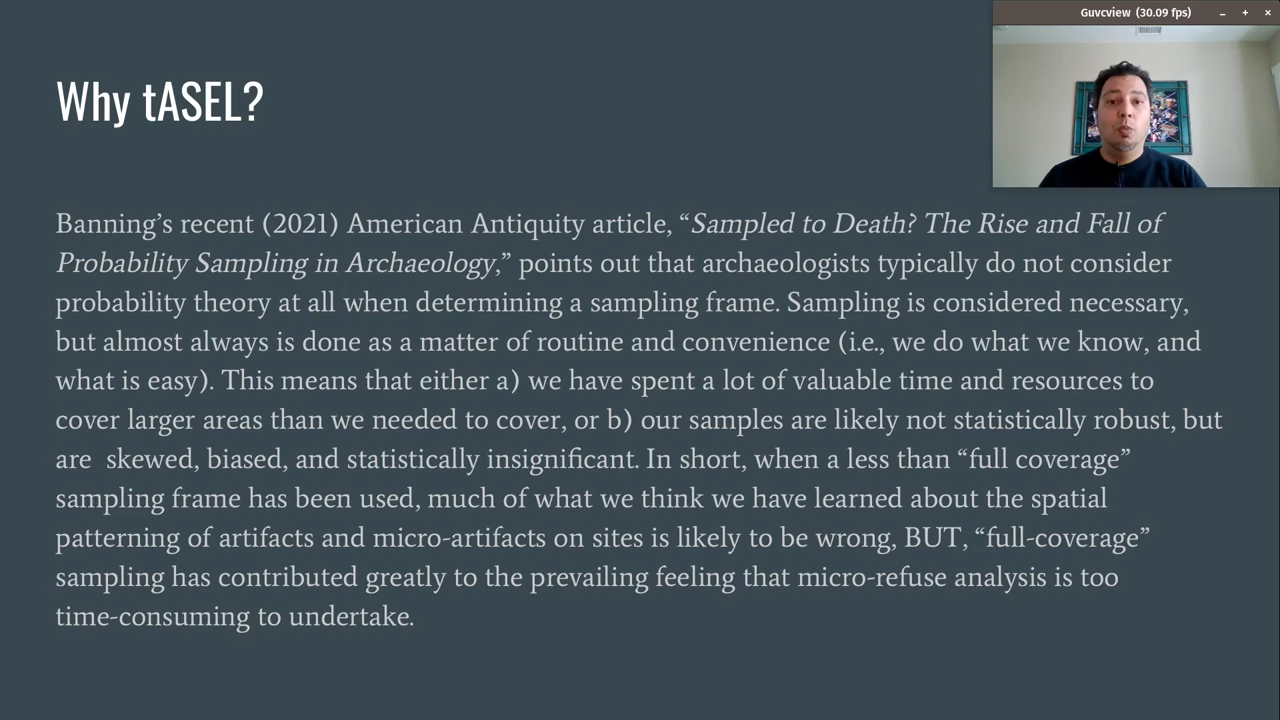 Guvcview (30.09 fps)
Why tASEL?
Banning’s recent (2021) American Antiquity article, “Sampled to Death? The Rise and Fall of
Probability Sampling in Archaeology,” points out that archaeologists typically do not consider
probability theory at all when determining a sampling frame. Sampling is considered necessary,
but almost always is done as a matter of routine and convenience (i.e., we do what we know, and
what is easy). This means that either a) we have spent a lot of valuable time and resources to
cover larger areas than we needed to cover, or b) our samples are likely not statistically robust, but
are  skewed, biased, and statistically insignificant. In short, when a less than “full coverage”
sampling frame has been used, much of what we think we have learned about the spatial
patterning of artifacts and micro-artifacts on sites is likely to be wrong, BUT, “full-coverage”
sampling has contributed greatly to the prevailing feeling that micro-refuse analysis is too
time-consuming to undertake.